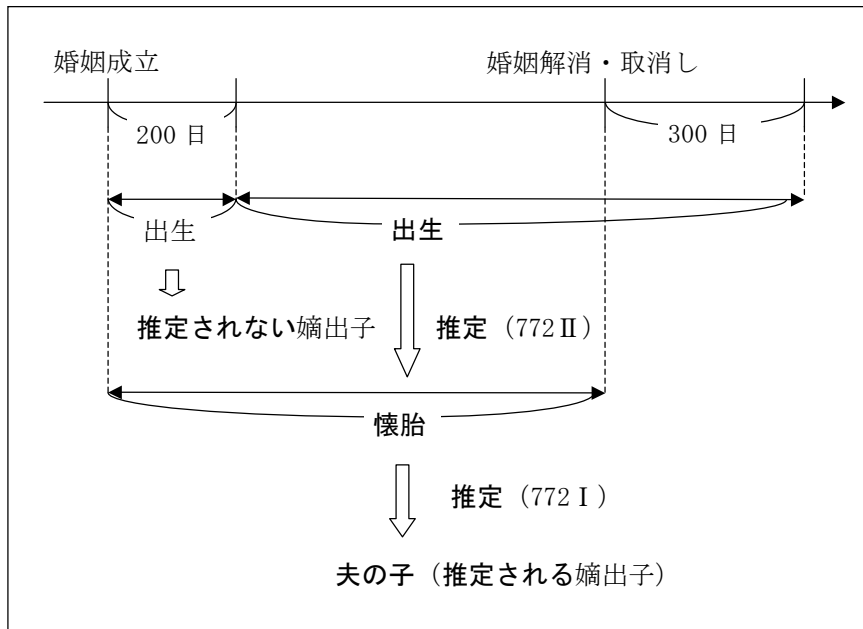 婚姻成立 婚姻解消・取消し
200 日 300 日
出生 出生
推定されない嫡出子 推定（772Ⅱ）
懐胎
推定（772Ⅰ）
夫の子（推定される嫡出子）